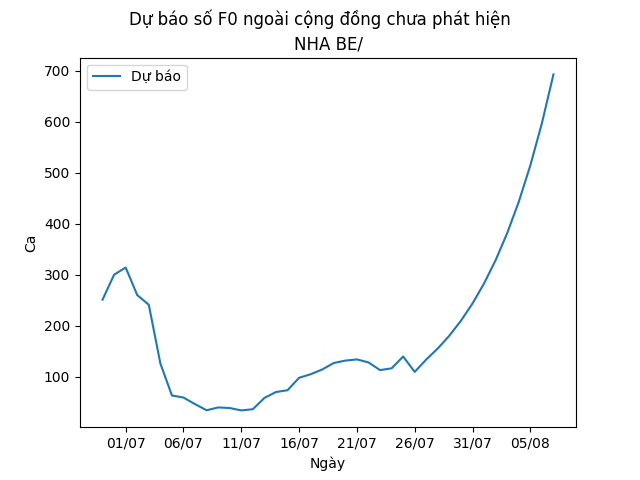 Dự báo số F0 ngoài cộng đồng chưa phát hiện
NHA BE/
Dự báo
700
600
500
400
300
200
100
Ca
01/07 06/07 11/07 16/07 21/07 26/07 31/07 05/08
Ngày